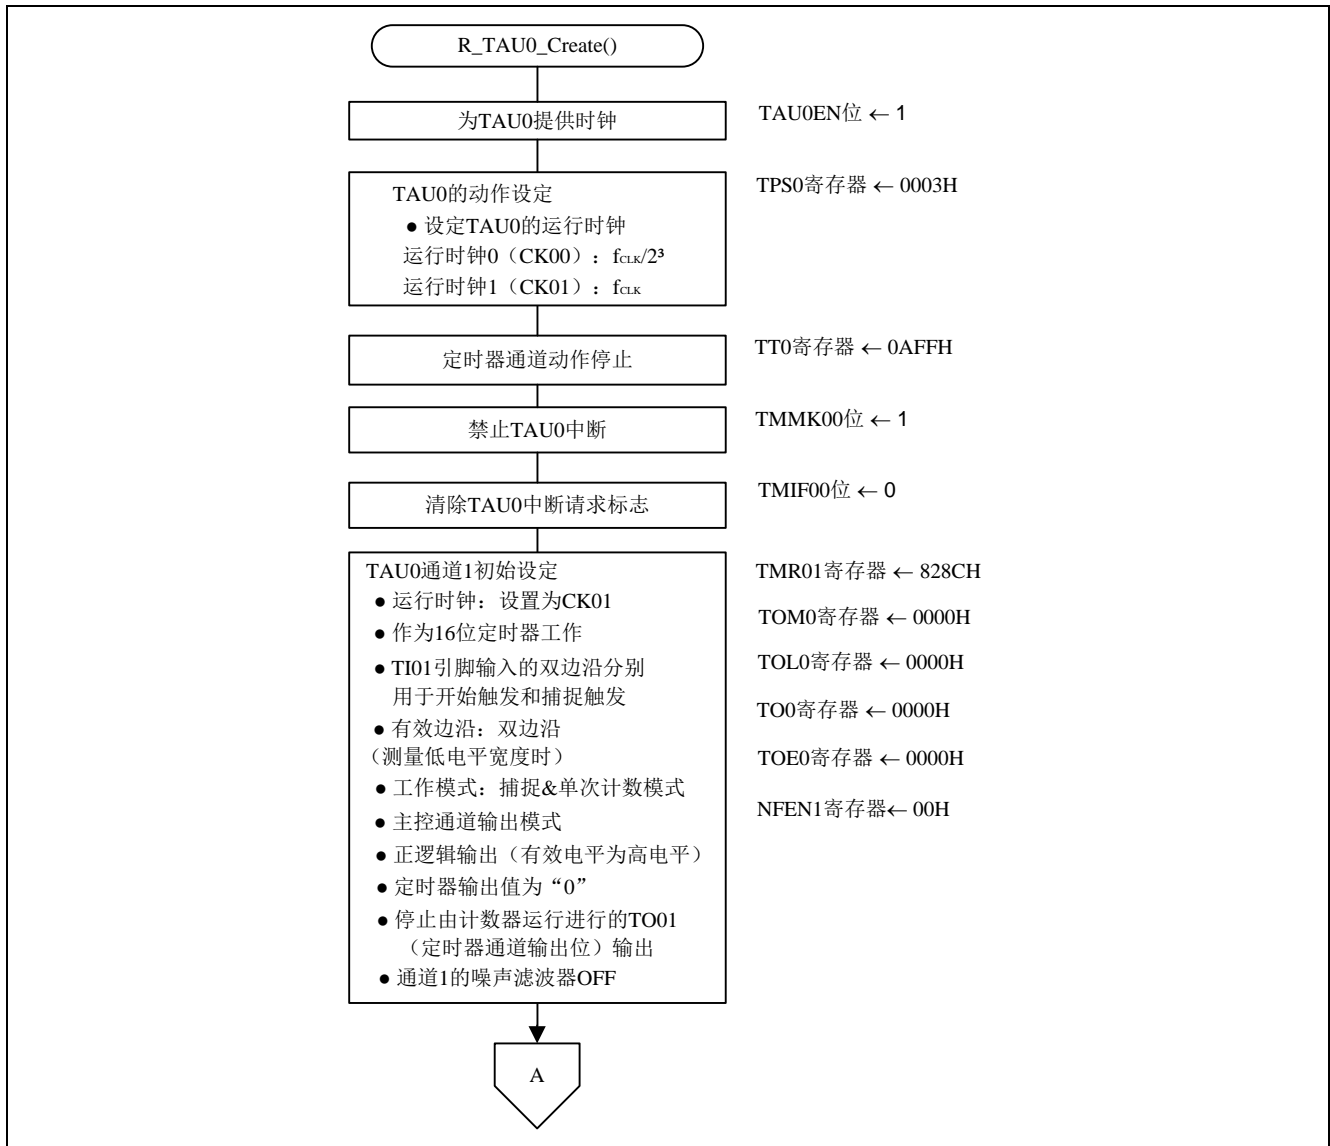 R_TAU0_Create()
为TAU0提供时钟
TAU0EN位 ← 1
TAU0的动作设定
● 设定TAU0的运行时钟
运行时钟0（CK00）：fCLK/2³
运行时钟1（CK01）：fCLK
TPS0寄存器 ← 0003H
定时器通道动作停止
TT0寄存器 ← 0AFFH
禁止TAU0中断
TMMK00位 ← 1
清除TAU0中断请求标志
TMIF00位 ← 0
TAU0通道1初始设定
● 运行时钟：设置为CK01
● 作为16位定时器工作
● TI01引脚输入的双边沿分别
用于开始触发和捕捉触发
● 有效边沿：双边沿
（测量低电平宽度时）
● 工作模式：捕捉&单次计数模式
● 主控通道输出模式
● 正逻辑输出（有效电平为高电平）
● 定时器输出值为“0”
● 停止由计数器运行进行的TO01
（定时器通道输出位）输出
● 通道1的噪声滤波器OFF
TMR01寄存器 ← 828CH
TOM0寄存器 ← 0000H
TOL0寄存器 ← 0000H
TO0寄存器 ← 0000H
TOE0寄存器 ← 0000H
NFEN1寄存器← 00H
A